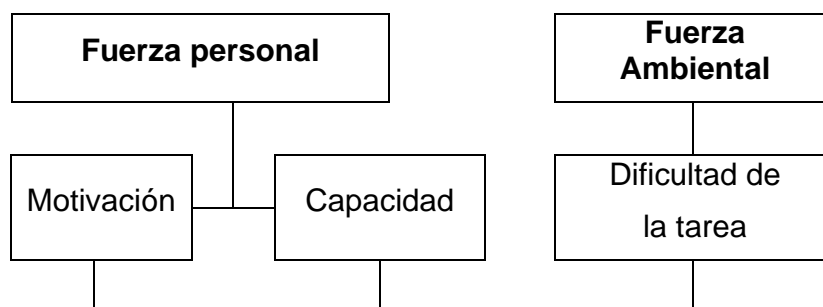 Fuerza personal
Fuerza
Ambiental
Motivación
Capacidad
Dificultad de
la tarea